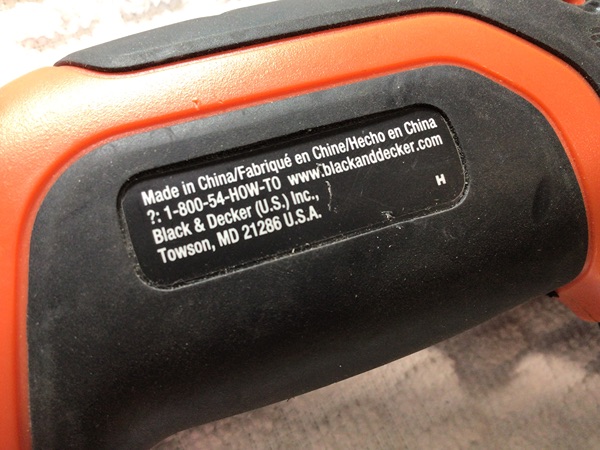 Made in China/Fabriqué en Chine/Hecho en China
?: 1-800-54-HOW-TO www.blackanddecker.com
Black & Decker (U.S.) Inc.,
Towson, MD 21286 U.S.A.
H